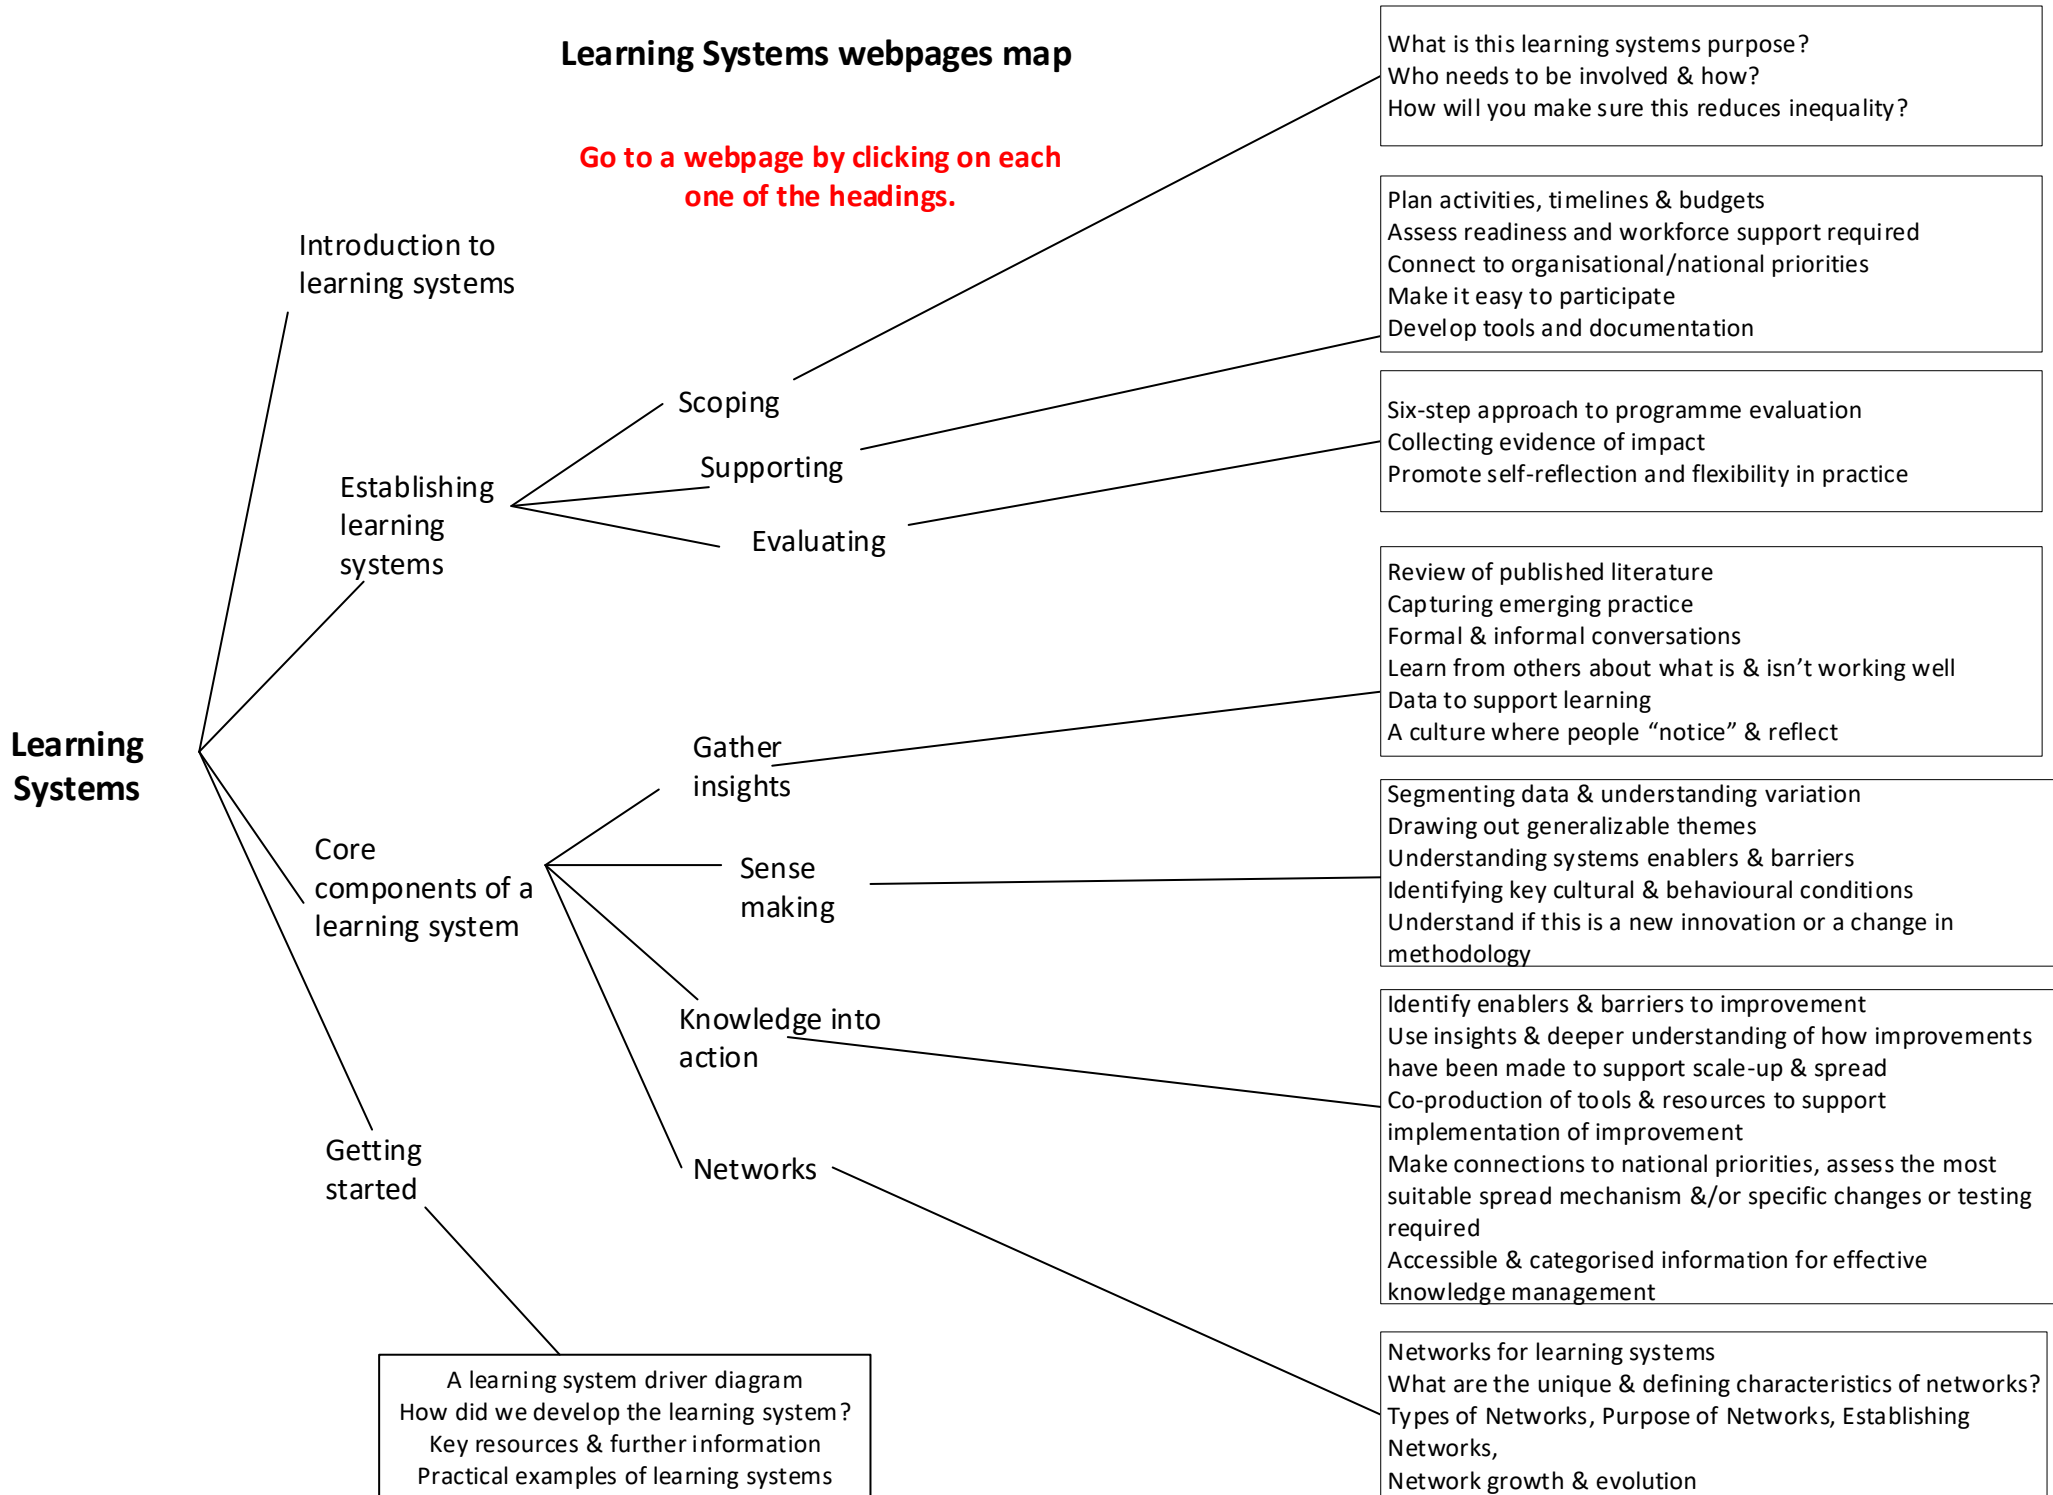 Learning Systems webpages map
Go to a webpage by clicking on each
one of the headings.
Learning
Systems
Introduction to
learning systems
Establishing
learning
systems
Scoping
What is this learning systems purpose?
Who needs to be involved & how?
How will you make sure this reduces inequality?
Supporting
Plan activities, timelines & budgets
Assess readiness and workforce support required
Connect to organisational/national priorities
Make it easy to participate
Develop tools and documentation
Evaluating
Six-step approach to programme evaluation
Collecting evidence of impact
Promote self-reflection and flexibility in practice
Core
components of a
learning system
Gather
insights
Review of published literature
Capturing emerging practice
Formal & informal conversations
Learn from others about what is & isn’t working well
Data to support learning
A culture where people “notice” & reflect
Sense
making
Segmenting data & understanding variation
Drawing out generalizable themes
Understanding systems enablers & barriers
Identifying key cultural & behavioural conditions
Understand if this is a new innovation or a change in
methodology
Knowledge into
action
Identify enablers & barriers to improvement
Use insights & deeper understanding of how improvements
have been made to support scale-up & spread
Co-production of tools & resources to support
implementation of improvement
Make connections to national priorities, assess the most
suitable spread mechanism &/or specific changes or testing
required
Accessible & categorised information for effective
knowledge management
Networks
Networks for learning systems
What are the unique & defining characteristics of networks?
Types of Networks, Purpose of Networks, Establishing
Networks,
Network growth & evolution
Getting
started
A learning system driver diagram
How did we develop the learning system?
Key resources & further information
Practical examples of learning systems